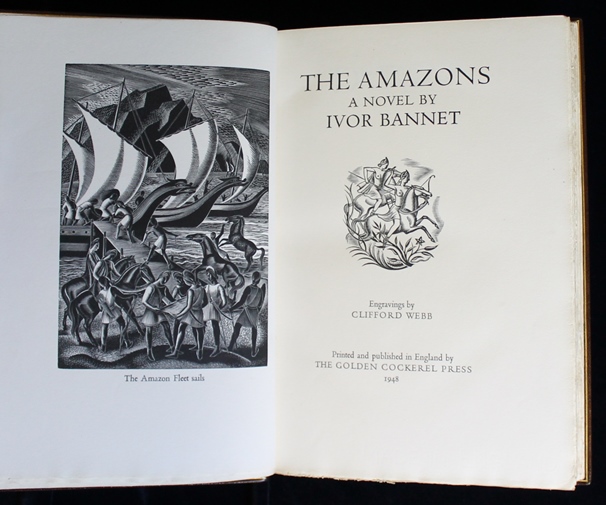 The Amazon Fleet sails
THE AMAZONS
A NOVEL BY
IVOR BANNET
Engravings by
CLIFFORD WEBB
Printed and published in England by
THE GOLDEN COCKEREL PRESS
1948